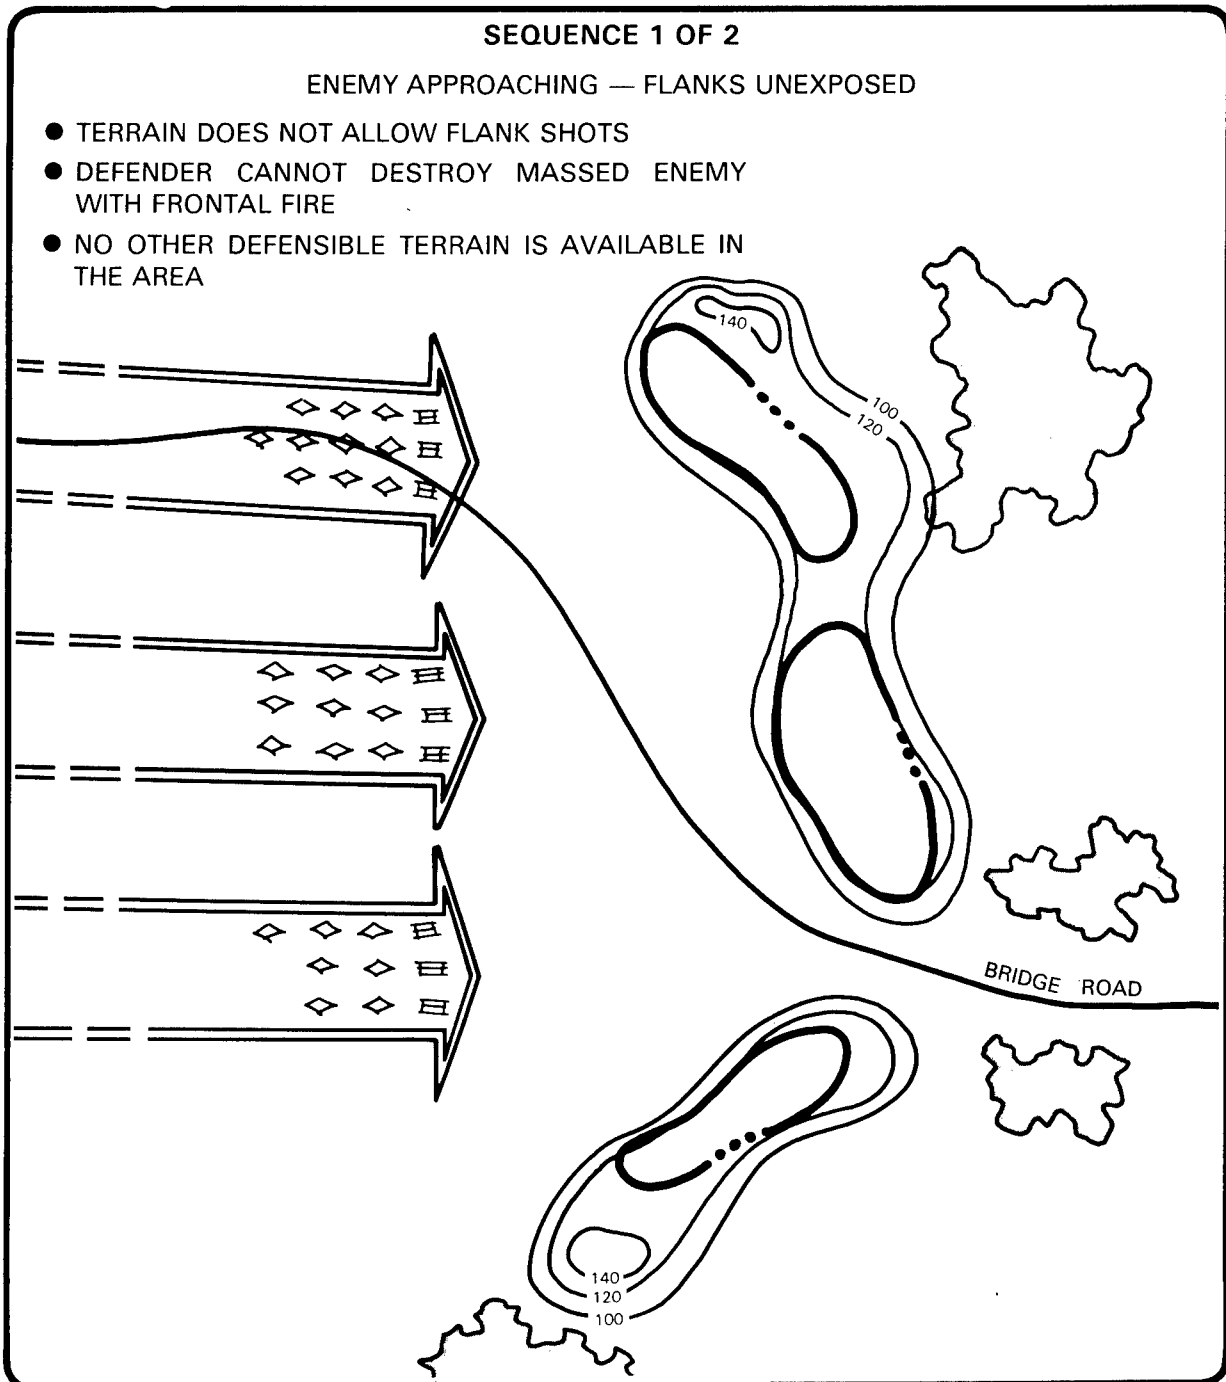 SEQUENCE 1 OF 2
ENEMY APPROACHING — FLANKS UNEXPOSED
● TERRAIN DOES NOT ALLOW FLANK SHOTS
● DEFENDER CANNOT DESTROY MASSED ENEMY
WITH FRONTAL FIRE
● NO OTHER DEFENSIBLE TERRAIN IS AVAILABLE IN
THE AREA
140
100
120
BRIDGE ROAD
140
120
100